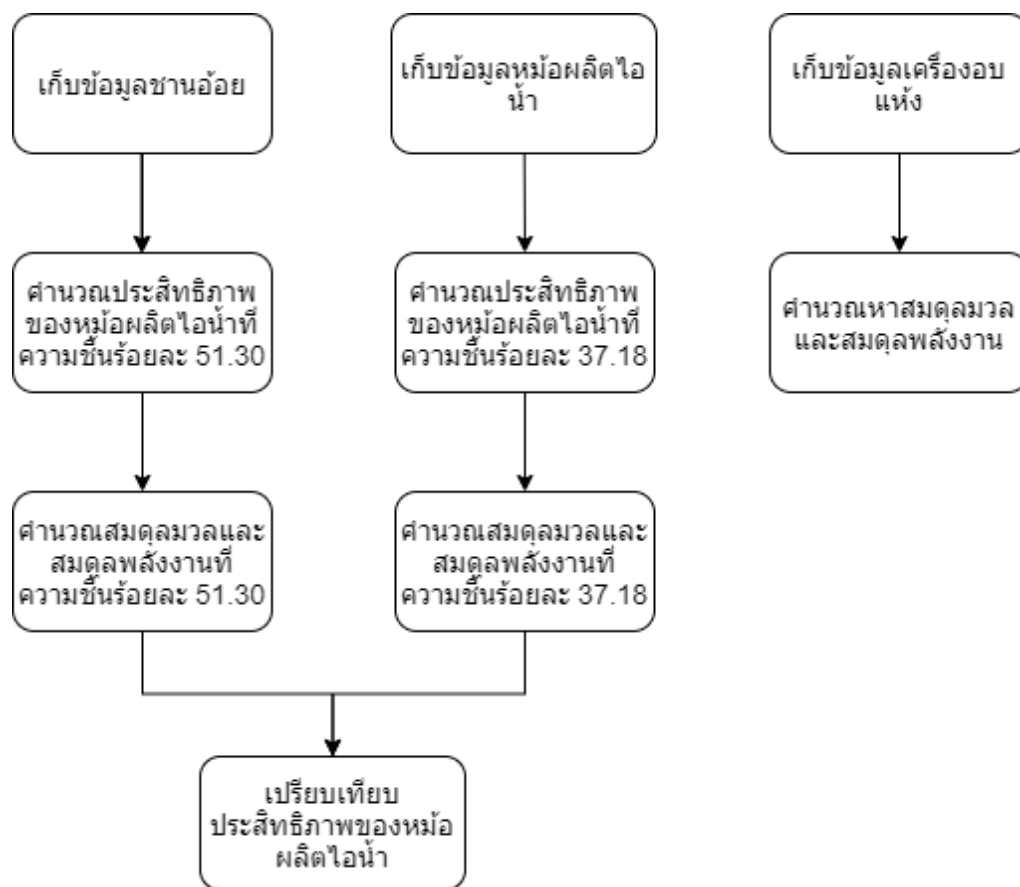 เก็บข้อมูลชานอ้อย
เก็บข้อมูลหม้อผลิตไอ
น้ำ
เก็บข้อมูลเครื่องอบ
แห้ง
คำนวณประสิทธิภาพ
ของหม้อผลิตไอน้ำที่
ความชื้นร้อยละ 51.30
คำนวณประสิทธิภาพ
ของหม้อผลิตไอน้ำที่
ความชื้นร้อยละ 37.18
คำนวณหาสมดุลมวล
และสมดุลพลังงาน
คำนวณสมดุลมวลและ
สมดุลพลังงานที่
ความชื้นร้อยละ 51.30
คำนวณสมดุลมวลและ
สมดุลพลังงานที่
ความชื้นร้อยละ 37.18
เปรียบเทียบ
ประสิทธิภาพของหม้อ
ผลิตไอน้ำ